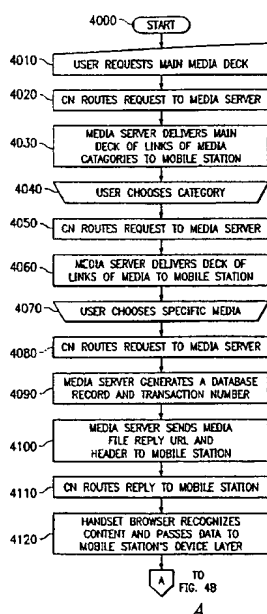 4000
START
4010
USER REQUESTS MAIN MEDIA DECK
4020
CN ROUTES REQUEST TO MEDIA SERVER
4030
MEDIA SERVER DELIVERS MAIN
DECK OF LINKS OF MEDIA
CATAGORIES TO MOBILE STATION
4040
USER CHOOSES CATEGORY
4050
CN ROUTES REQUEST TO MEDIA SERVER
4060
MEDIA SERVER DELIVERS DECK OF
LINKS OF MEDIA TO MOBILE STATION
4070
USER CHOOSES SPECIFIC MEDIA
4080
CN ROUTES REQUEST TO MEDIA SERVER
4090
MEDIA SERVER GENERATES A DATABASE
RECORD AND TRANSACTION NUMBER
4100
MEDIA SERVER SENDS MEDIA
FILE REPLY URL AND
HEADER TO MOBILE STATION
4110
CN ROUTES REPLY TO MOBILE STATION
4120
HANDSET BROWSER RECOGNIZES
CONTENT AND PASSES DATA TO
MOBILE STATION'S DEVICE LAYER
A
TO
FIG. 4B
A